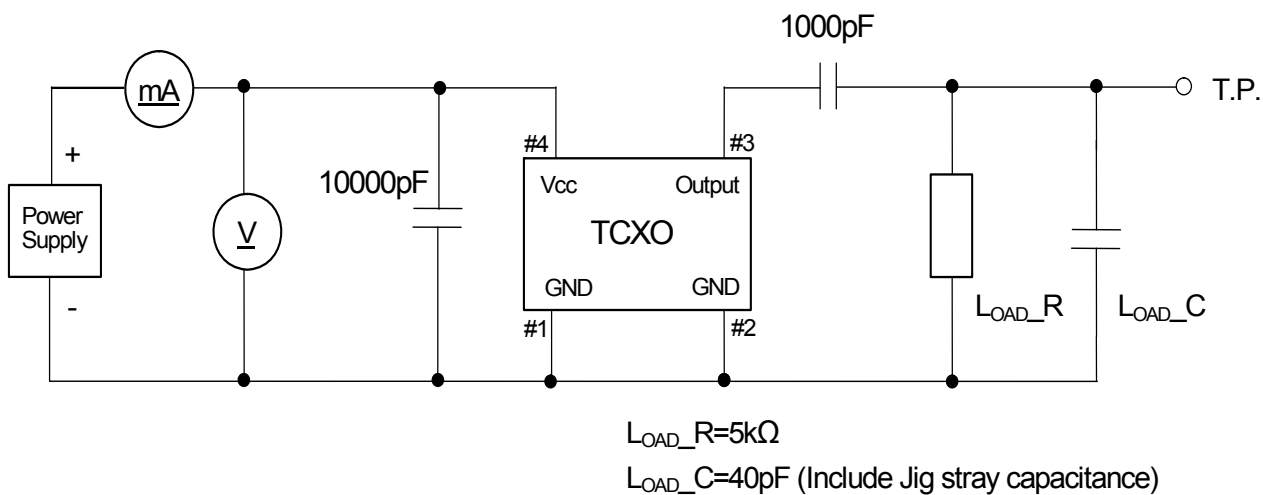 1000pF
mA
T.P.
+
#4
#3
10000pF
Vcc
Output
Power
Supply
V
TCXO
GND
GND
-
#1
#2
LOAD_R
LOAD_C
LOAD_R=5kΩ
LOAD_C=40pF (Include Jig stray capacitance)